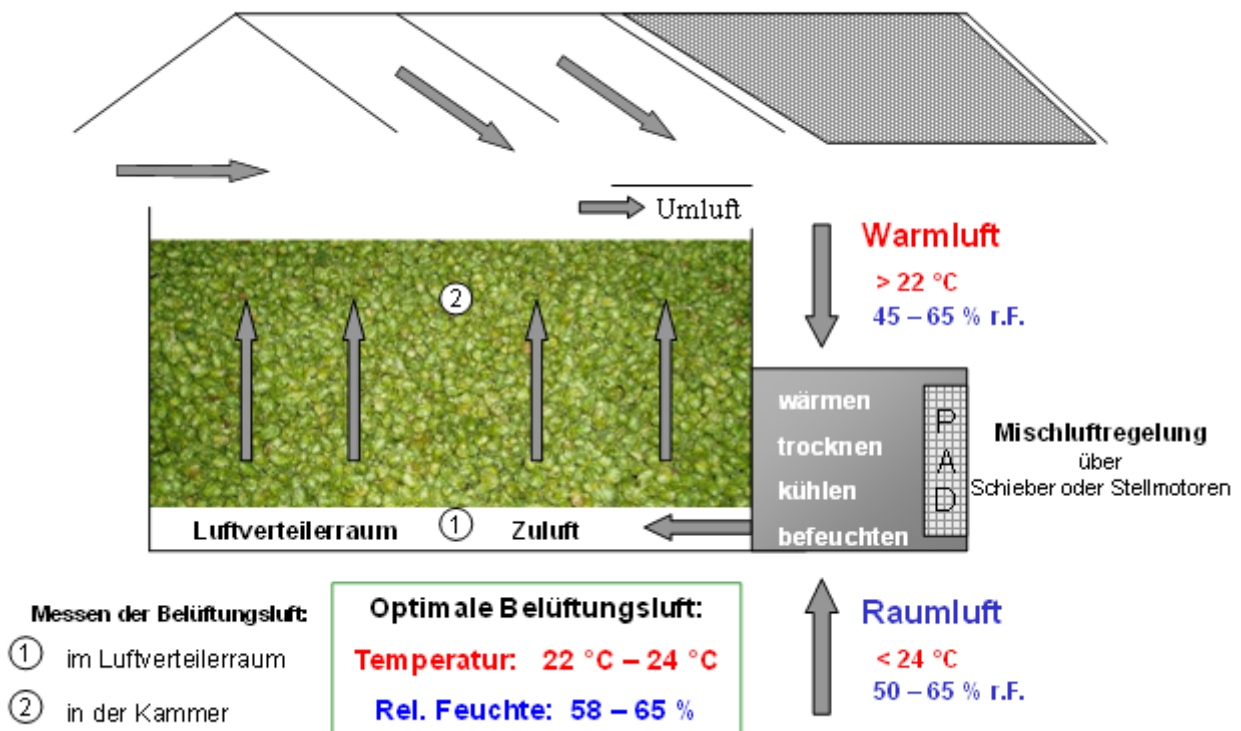 Umluft
Warmluft
> 22 °C
45 – 65 % r.F.
2
wärmen
trocknen
kühlen
befeuchten
PAD
Mischluftregelung
über
Schieber oder Stellmotoren
Luftverteilerraum 1 Zuluft
Messen der Belüftungsluft:
1 im Luftverteilerraum
2 in der Kammer
Optimale Belüftungsluft:
Temperatur: 22 °C – 24 °C
Rel. Feuchte: 58 – 65 %
Raumluft
< 24 °C
50 – 65 % r.F.